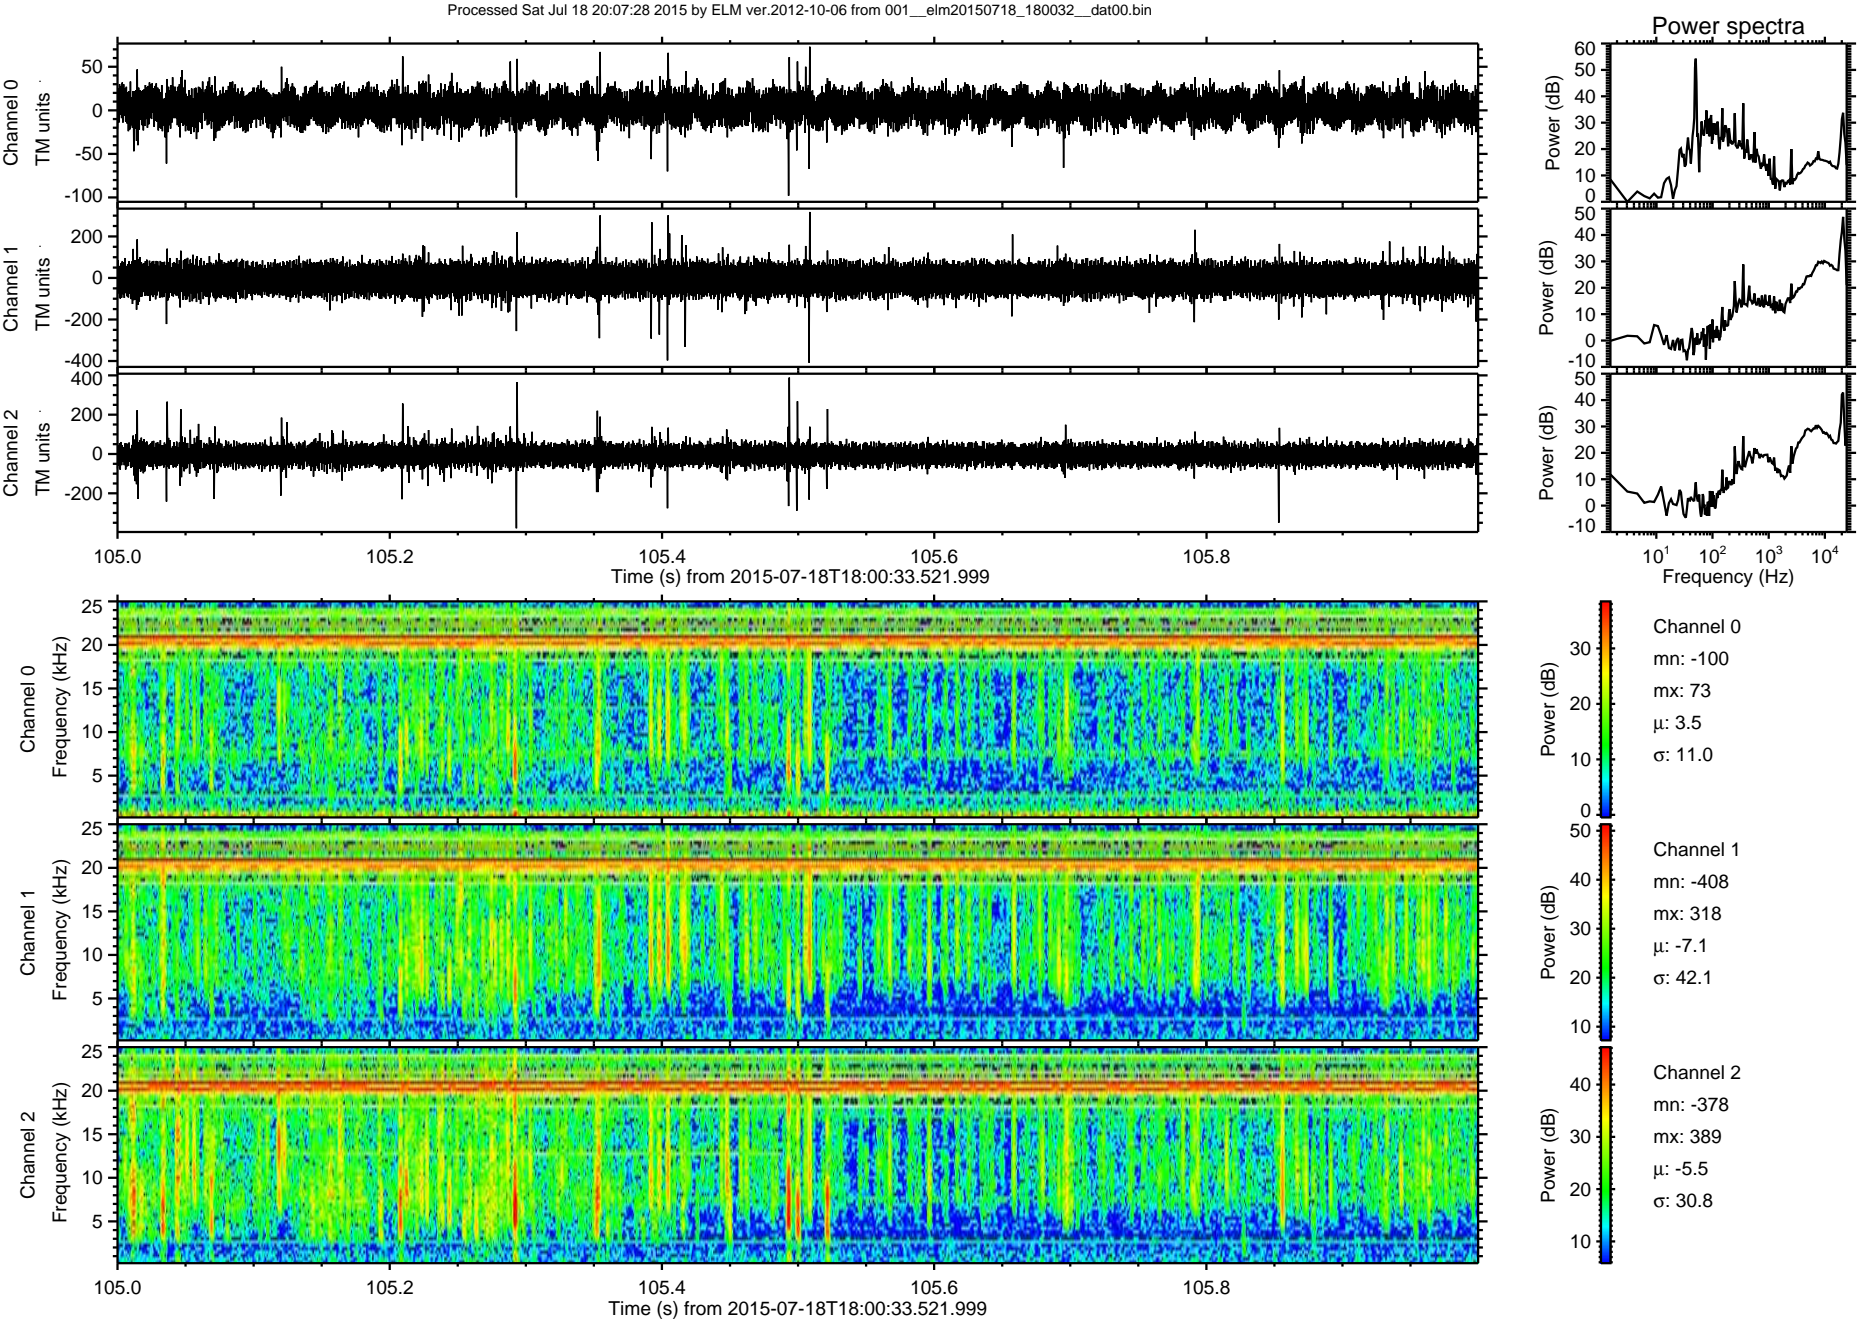 Processed Sat Jul 18 20:07:28 2015 by ELM ver.2012-10-06 from 001__elm20150718_180032__dat00.bin
Power spectra
Channel 0
TM units
50
0
-50
-100
Power (dB)
60
50
40
30
20
10
0
Channel 1
TM units
200
0
-200
-400
Power (dB)
50
40
30
20
10
0
-10
Channel 2
TM units
400
200
0
-200
Power (dB)
50
40
30
20
10
0
-10
105.0 105.2 105.4 105.6 105.8
Time (s) from 2015-07-18T18:00:33.521.999
10^1 10^2 10^3 10^4
Frequency (Hz)
Channel 0
Frequency (kHz)
25
20
15
10
5
Power (dB)
30
20
10
0
Channel 0
mn: -100
mx: 73
μ: 3.5
σ: 11.0
Channel 1
Frequency (kHz)
25
20
15
10
5
Power (dB)
50
40
30
20
10
Channel 1
mn: -408
mx: 318
μ: -7.1
σ: 42.1
Channel 2
Frequency (kHz)
25
20
15
10
5
Power (dB)
40
30
20
10
Channel 2
mn: -378
mx: 389
μ: -5.5
σ: 30.8
105.0 105.2 105.4 105.6 105.8
Time (s) from 2015-07-18T18:00:33.521.999